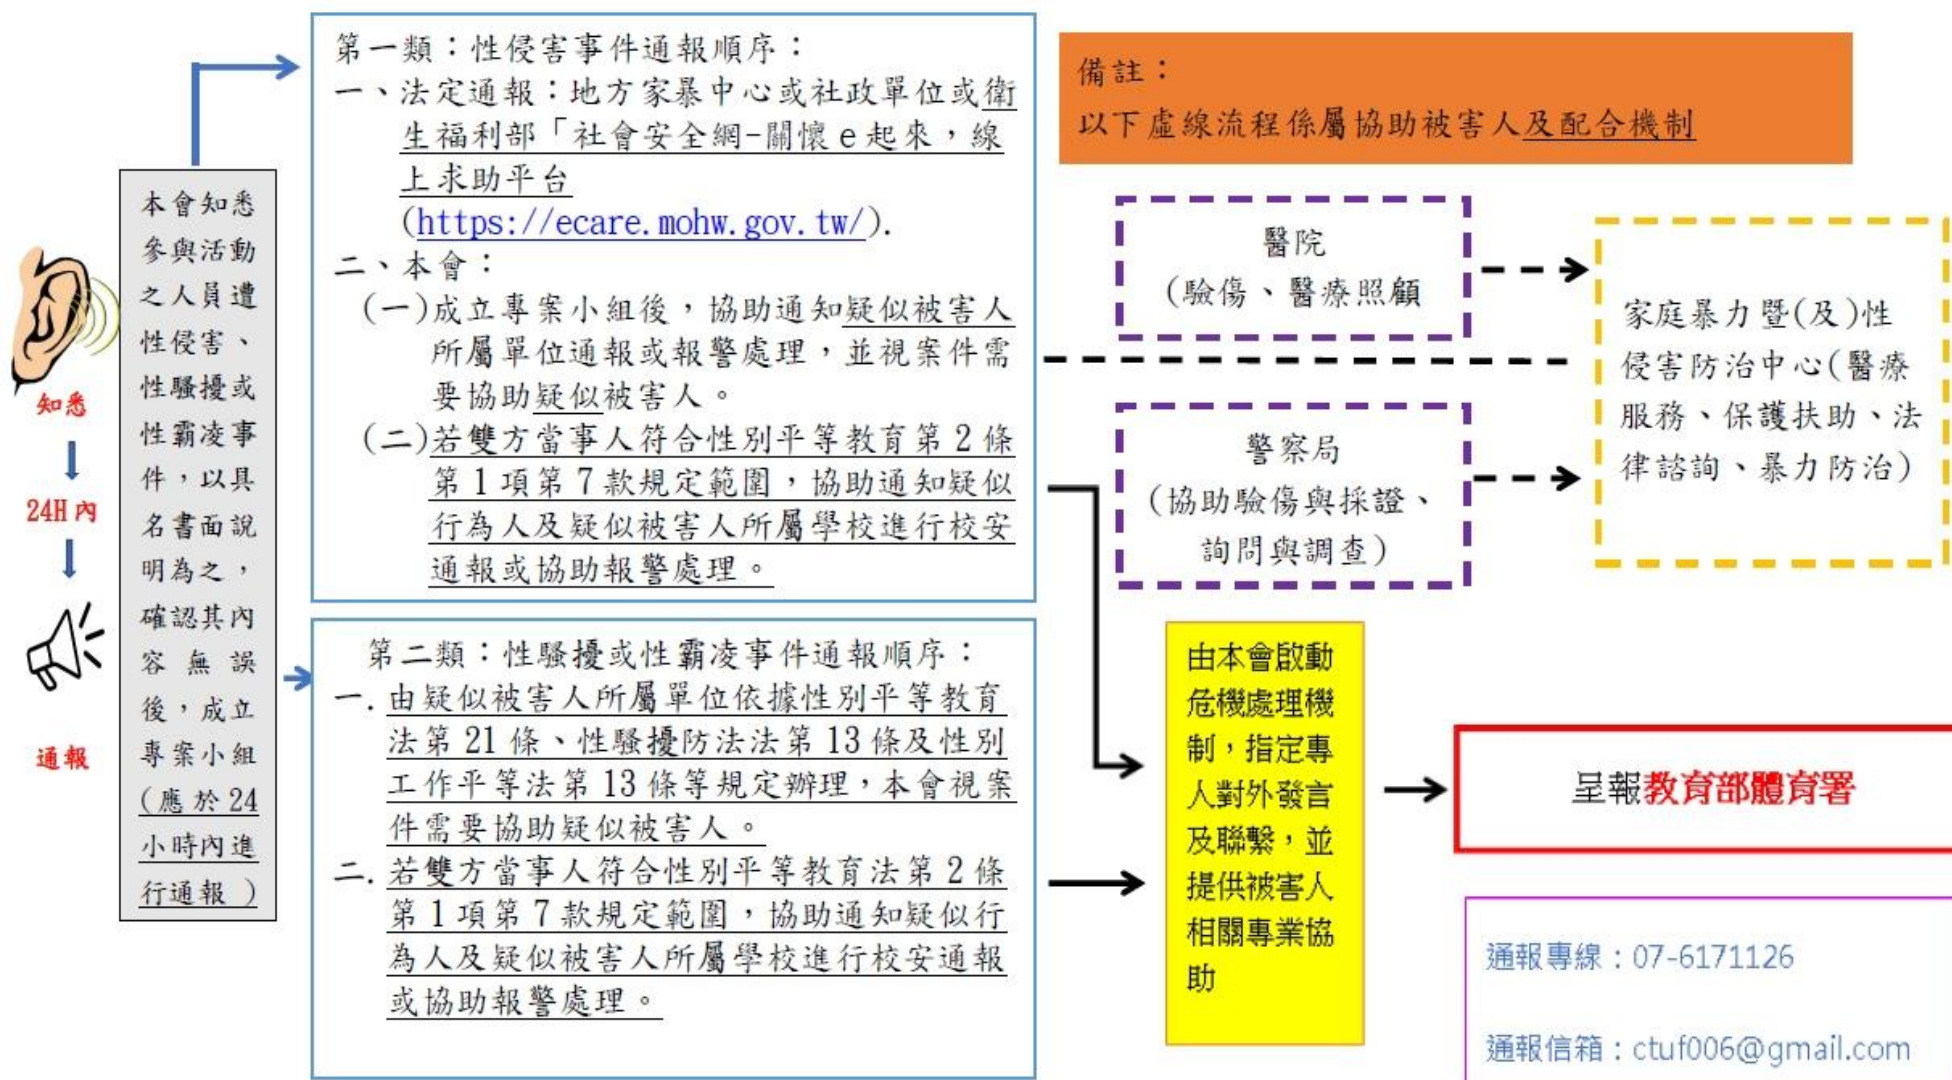 知悉
24H 內
通報
本會知悉
參與活動
之人員遭
性侵害、
性騷擾或
性霸凌事
件，以具
名書面說
明為之，
確認其內
容無誤
後，成立
專案小組
(應於 24
小時內進
行通報 )
第一類：性侵害事件通報順序：
一、法定通報：地方家暴中心或社政單位或衛
生福利部「社會安全網-關懷 e 起來，線
上求助平台
(https://ecare.mohw.gov.tw/).
二、本會：
(一)成立專案小組後，協助通知疑似被害人
所屬單位通報或報警處理，並視案件需
要協助疑似被害人。
(二)若雙方當事人符合性別平等教育第 2 條
第 1 項第 7 款規定範圍，協助通知疑似
行為人及疑似被害人所屬學校進行校安
通報或協助報警處理。
第二類：性騷擾或性霸凌事件通報順序：
一. 由疑似被害人所屬單位依據性別平等教育
法第 21 條、性騷擾防法法第 13 條及性別
工作平等法第 13 條等規定辦理，本會視案
件需要協助疑似被害人。
二. 若雙方當事人符合性別平等教育法第 2 條
第 1 項第 7 款規定範圍，協助通知疑似行
為人及疑似被害人所屬學校進行校安通報
或協助報警處理。
備註：
以下虛線流程係屬協助被害人及配合機制
醫院
(驗傷、醫療照顧
警察局
(協助驗傷與採證、
詢問與調查)
家庭暴力暨(及)性
侵害防治中心(醫療
服務、保護扶助、法
律諮詢、暴力防治)
由本會啟動
危機處理機
制，指定專
人對外發言
及聯繫，並
提供被害人
相關專業協
助
呈報教育部體育署
通報專線：07-6171126
通報信箱：ctuf006@gmail.com